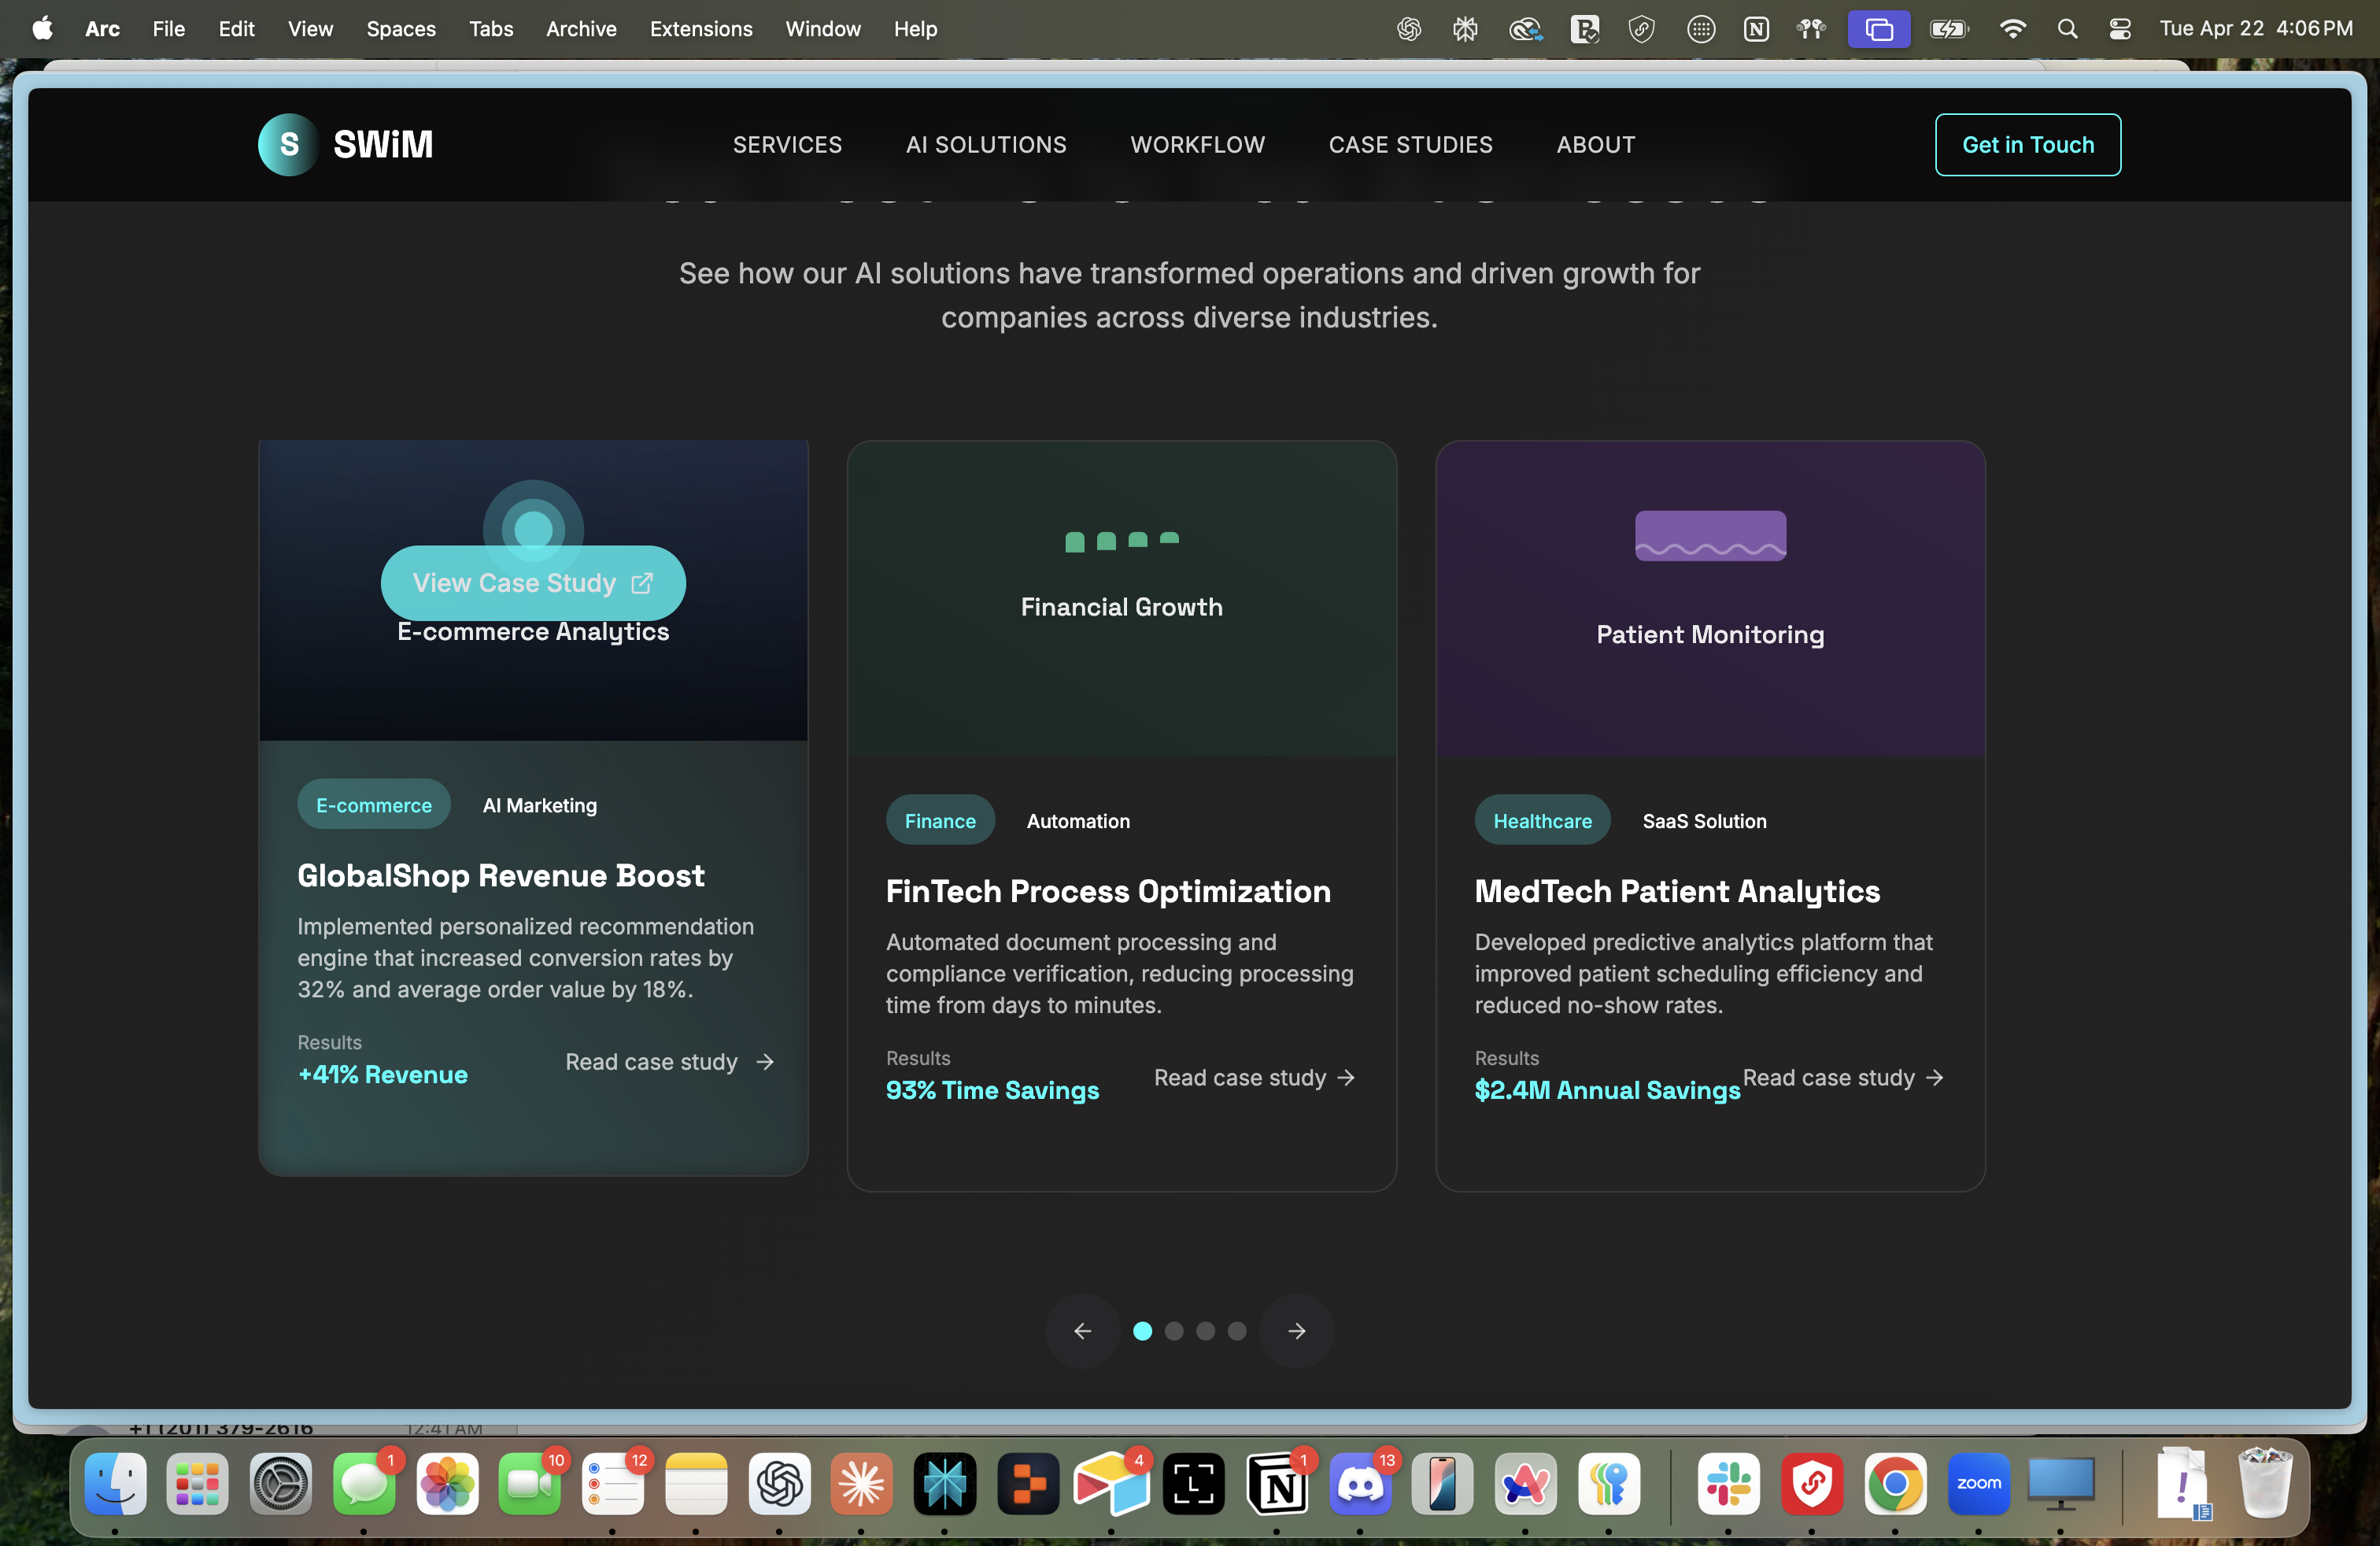 Arc File Edit View Spaces Tabs Archive Extensions Window Help
Tue Apr 22 4:06 PM
S SWiM
SERVICES AI SOLUTIONS WORKFLOW CASE STUDIES ABOUT
Get in Touch
See how our AI solutions have transformed operations and driven growth for
companies across diverse industries.
View Case Study
E-commerce Analytics
E-commerce AI Marketing
GlobalShop Revenue Boost
Implemented personalized recommendation
engine that increased conversion rates by
32% and average order value by 18%.
Results
+41% Revenue
Read case study →
Financial Growth
Finance Automation
FinTech Process Optimization
Automated document processing and
compliance verification, reducing processing
time from days to minutes.
Results
93% Time Savings
Read case study →
Patient Monitoring
Healthcare SaaS Solution
MedTech Patient Analytics
Developed predictive analytics platform that
improved patient scheduling efficiency and
reduced no-show rates.
Results
$2.4M Annual Savings
Read case study →
← →
+1 (201) 379-2616 12:41 AM
1 10 12 4 1 13
L
N
zoom
!